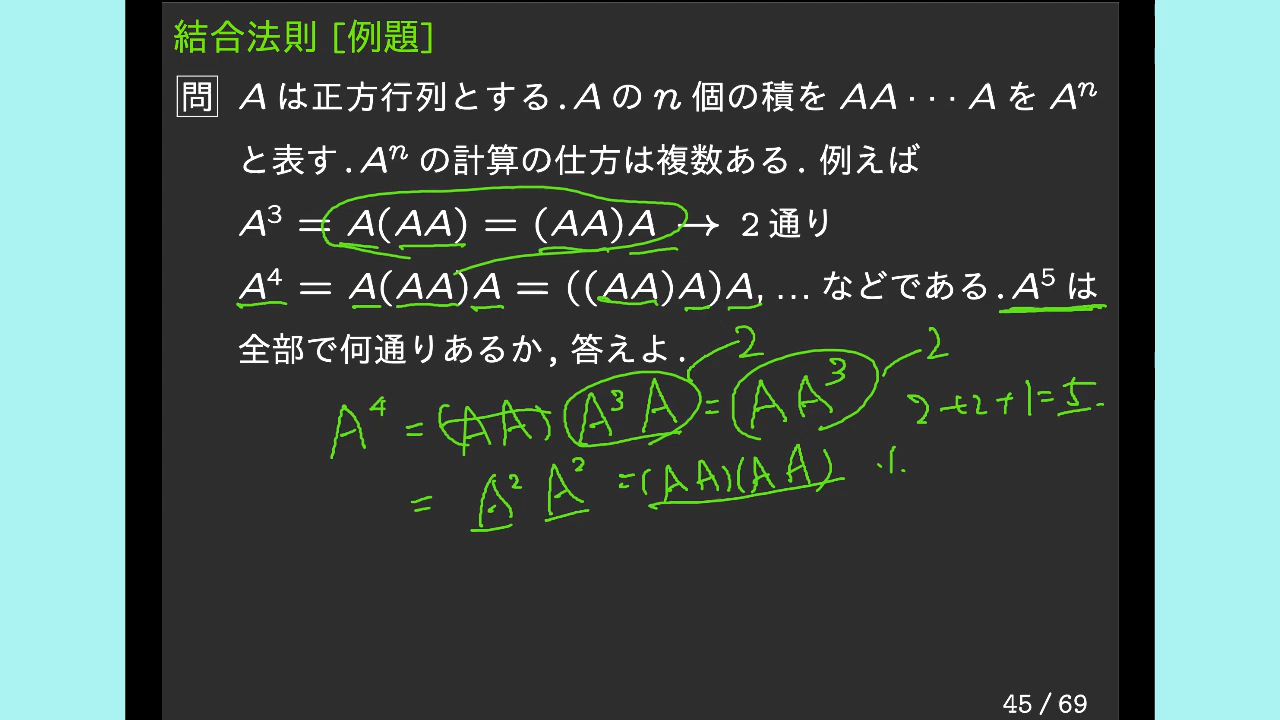 結合法則 [例題]
問 A は正方行列とする．A の n 個の積を AA・・・A を Aⁿ
と表す．Aⁿ の計算の仕方は複数ある．例えば
A³ = A(AA) = (AA)A → 2 通り
A⁴ = A(AA)A = ((AA)A)A, … などである．A⁵ は
全部で何通りあるか, 答えよ．
2 2
A⁴ = (AA) A³A = AA³ 2+2+1=5.
= A² A² =(AA)(AA)
45 / 69